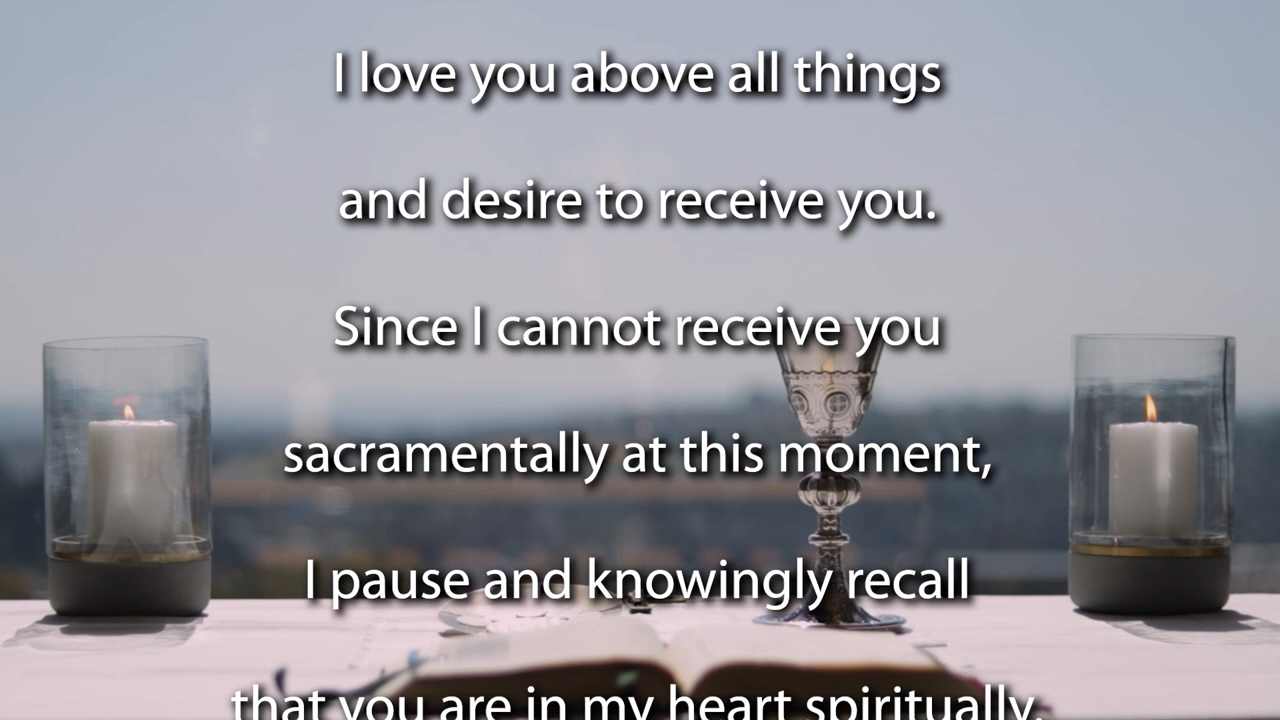 I love you above all things
and desire to receive you.
Since I cannot receive you
sacramentally at this moment,
I pause and knowingly recall
that you are in my heart spiritually.